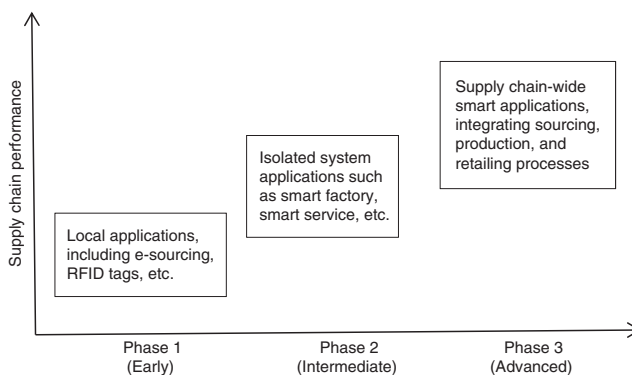 Supply chain performance
Supply chain-wide
smart applications,
integrating sourcing,
production, and
retailing processes
Isolated system
applications such
as smart factory,
smart service, etc.
Local applications,
including e-sourcing,
RFID tags, etc.
Phase 1
(Early)
Phase 2
(Intermediate)
Phase 3
(Advanced)